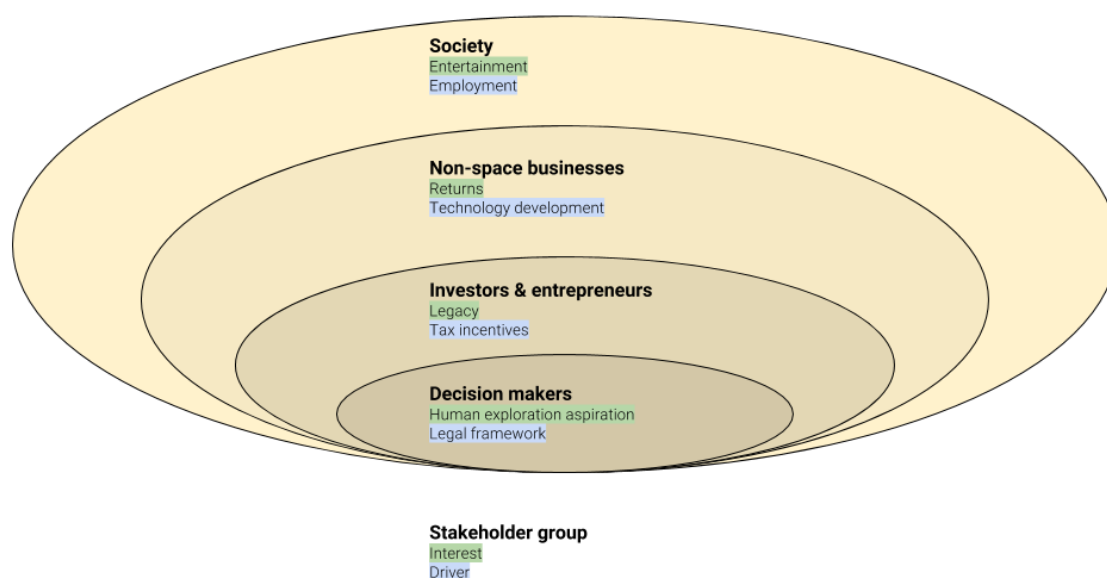 Society
Entertainment
Employment
Non-space businesses
Returns
Technology development
Investors & entrepreneurs
Legacy
Tax incentives
Decision makers
Human exploration aspiration
Legal framework
Stakeholder group
Interest
Driver